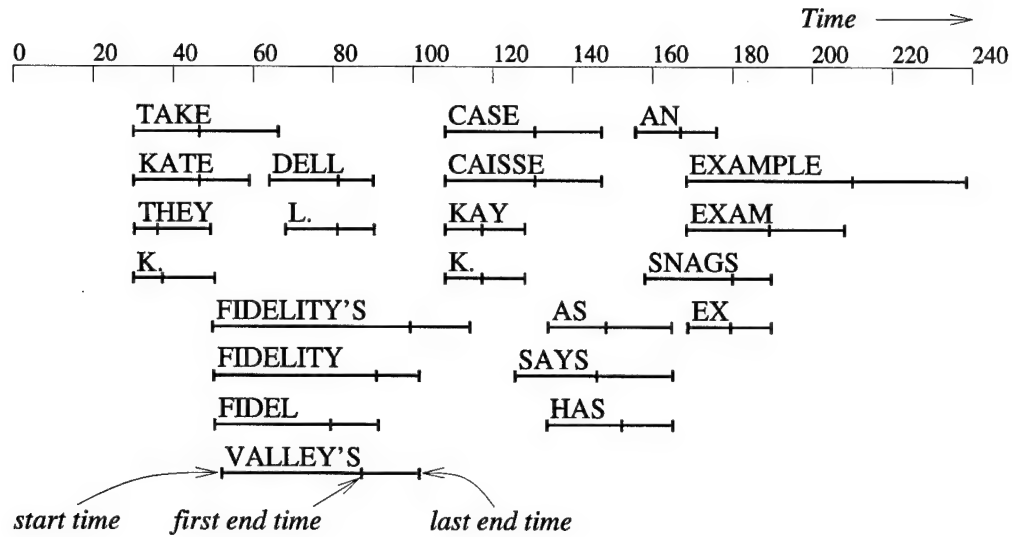 Time
0 20 40 60 80 100 120 140 160 180 200 220 240
TAKE CASE AN
KATE DELL CAISSE EXAMPLE
THEY L. KAY EXAM
K. K. SNAGS
FIDELITY'S AS EX
FIDELITY SAYS
FIDEL HAS
VALLEY'S
start time first end time last end time